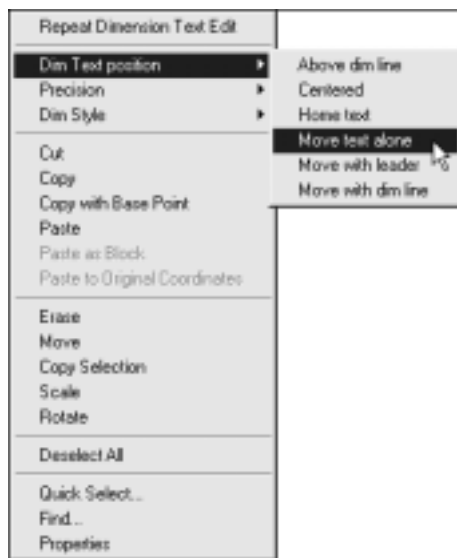 Repeat Dimension Text Edit
Dim Text position
Precision
Dim Style
Cut
Copy
Copy with Base Point
Paste
Paste as Block
Paste to Original Coordinates
Erase
Move
Copy Selection
Scale
Rotate
Deselect All
Quick Select...
Find...
Properties
Above dim line
Centered
Home text
Move text alone
Move with leader
Move with dim line